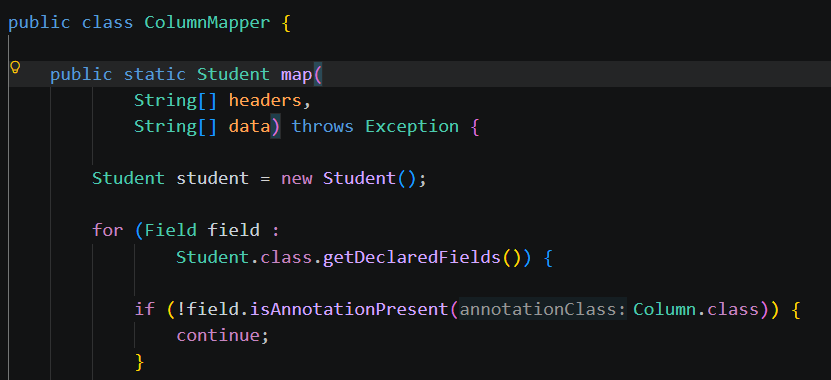 public class ColumnMapper {
public static Student map(
String[] headers,
String[] data) throws Exception {
Student student = new Student();
for (Field field :
Student.class.getDeclaredFields()) {
if (!field.isAnnotationPresent(annotationClass: Column.class)) {
continue;
}